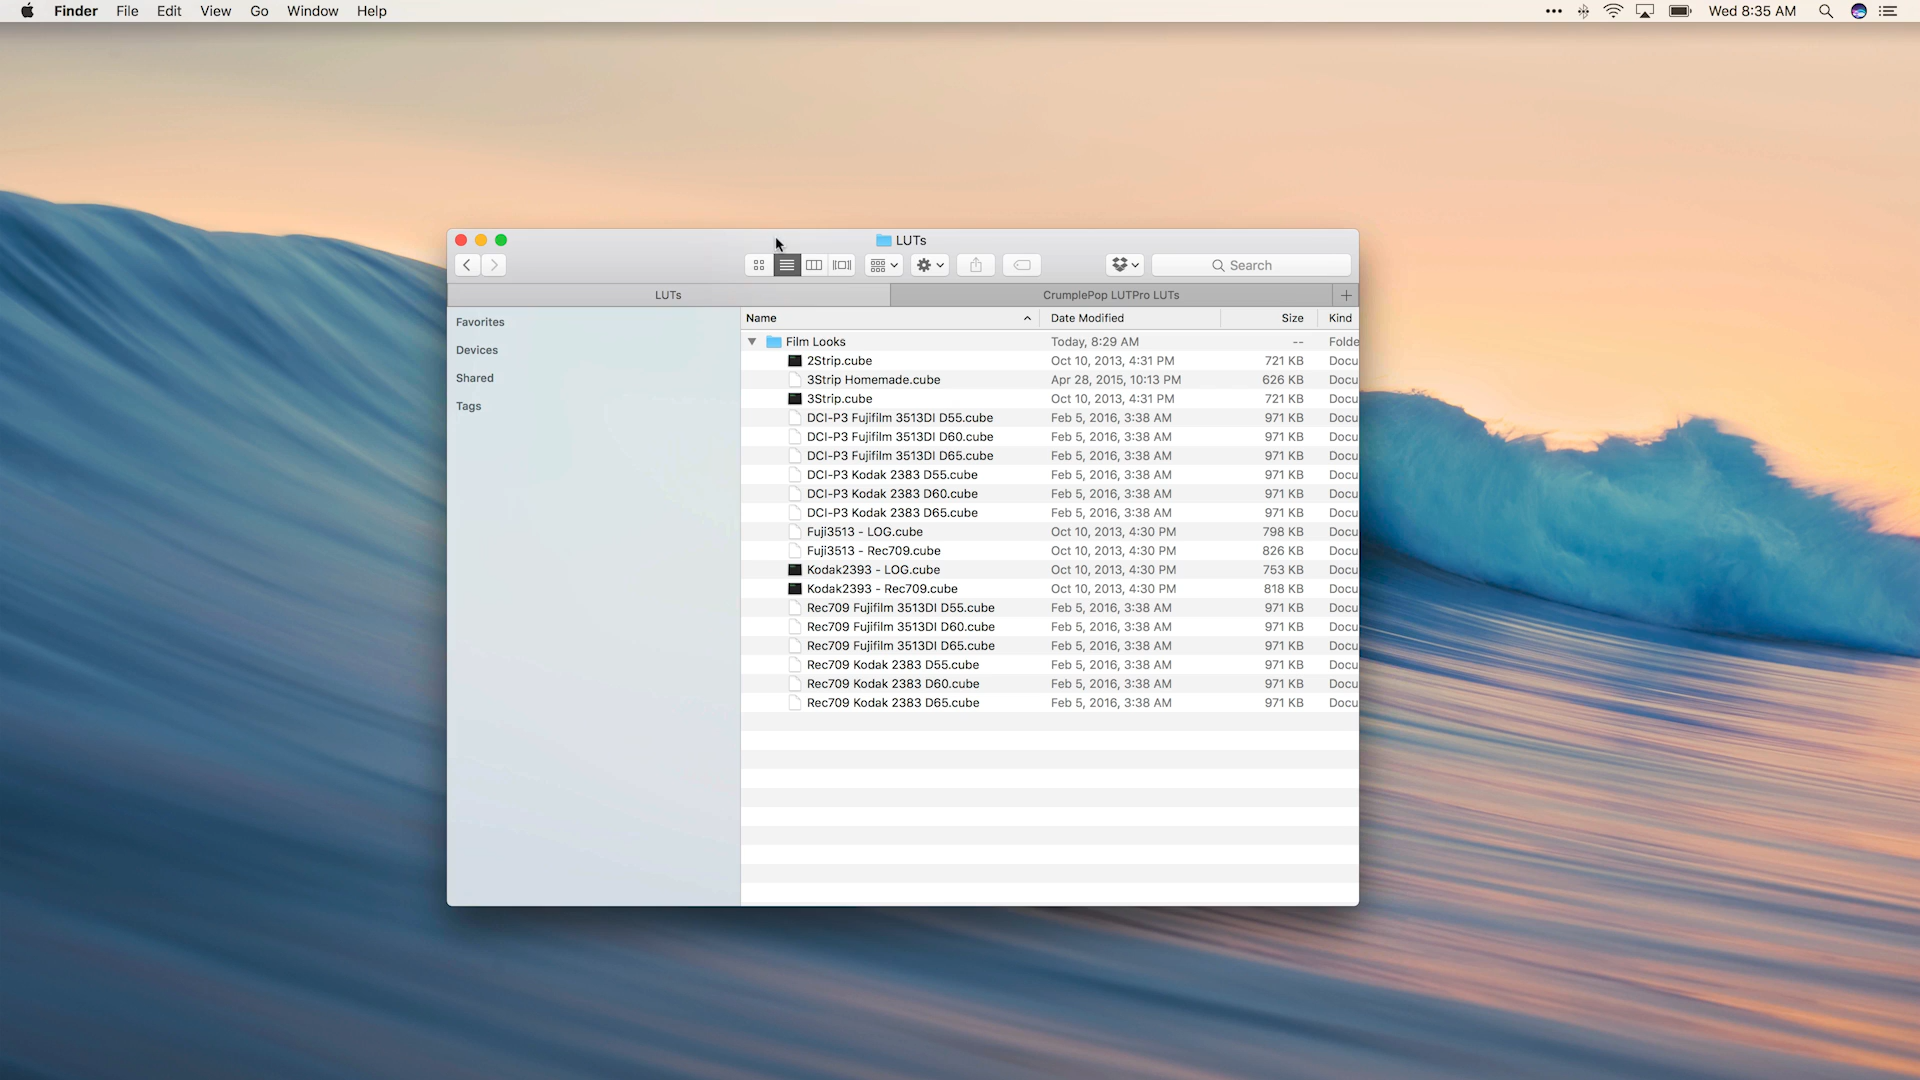 Finder File Edit View Go Window Help Wed 8:35 AM
LUTs
Search
LUTs CrumplePop LUTPro LUTs
Favorites
Devices
Shared
Tags
Name Date Modified Size Kind
Film Looks Today, 8:29 AM -- Folde
2Strip.cube Oct 10, 2013, 4:31 PM 721 KB Docu
3Strip Homemade.cube Apr 28, 2015, 10:13 PM 626 KB Docu
3Strip.cube Oct 10, 2013, 4:31 PM 721 KB Docu
DCI-P3 Fujifilm 3513DI D55.cube Feb 5, 2016, 3:38 AM 971 KB Docu
DCI-P3 Fujifilm 3513DI D60.cube Feb 5, 2016, 3:38 AM 971 KB Docu
DCI-P3 Fujifilm 3513DI D65.cube Feb 5, 2016, 3:38 AM 971 KB Docu
DCI-P3 Kodak 2383 D55.cube Feb 5, 2016, 3:38 AM 971 KB Docu
DCI-P3 Kodak 2383 D60.cube Feb 5, 2016, 3:38 AM 971 KB Docu
DCI-P3 Kodak 2383 D65.cube Feb 5, 2016, 3:38 AM 971 KB Docu
Fuji3513 - LOG.cube Oct 10, 2013, 4:30 PM 798 KB Docu
Fuji3513 - Rec709.cube Oct 10, 2013, 4:30 PM 826 KB Docu
Kodak2393 - LOG.cube Oct 10, 2013, 4:30 PM 753 KB Docu
Kodak2393 - Rec709.cube Oct 10, 2013, 4:30 PM 818 KB Docu
Rec709 Fujifilm 3513DI D55.cube Feb 5, 2016, 3:38 AM 971 KB Docu
Rec709 Fujifilm 3513DI D60.cube Feb 5, 2016, 3:38 AM 971 KB Docu
Rec709 Fujifilm 3513DI D65.cube Feb 5, 2016, 3:38 AM 971 KB Docu
Rec709 Kodak 2383 D55.cube Feb 5, 2016, 3:38 AM 971 KB Docu
Rec709 Kodak 2383 D60.cube Feb 5, 2016, 3:38 AM 971 KB Docu
Rec709 Kodak 2383 D65.cube Feb 5, 2016, 3:38 AM 971 KB Docu